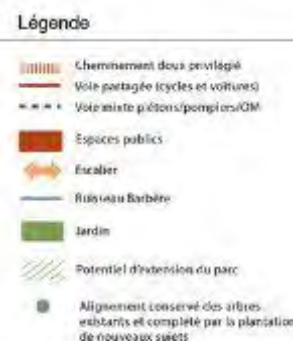 Légende
Cheminement doux privilégié
Voie partagée (cycles et voitures)
Voie mixte piétons/pompiers/OM
Espaces publics
Escalier
Ruisseau Barbère
Jardin
Potentiel d'extension du parc
Alignement conservé des arbres
existants et complété par la plantation
de nouveaux sujets